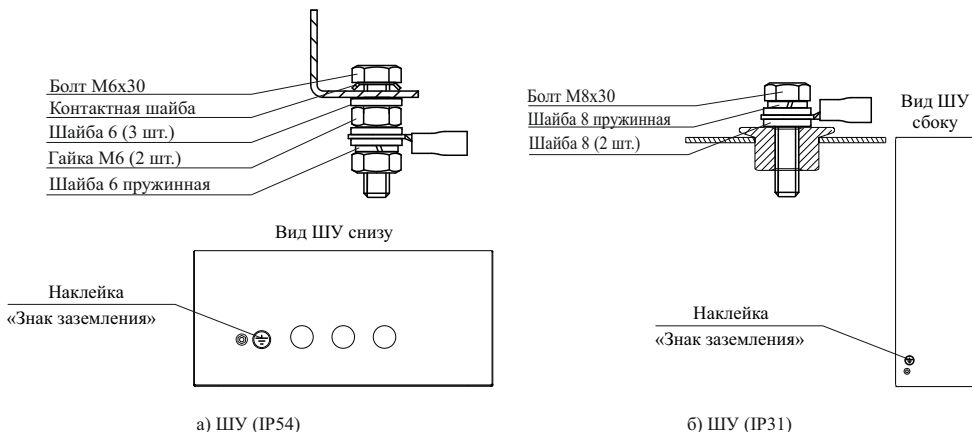 Болт М6х30
Контактная шайба
Шайба 6 (3 шт.)
Гайка М6 (2 шт.)
Шайба 6 пружинная
Вид ШУ снизу
Наклейка
«Знак заземления»
а) ШУ (IP54)
Болт М8х30
Шайба 8 пружинная
Шайба 8 (2 шт.)
Вид ШУ
сбоку
Наклейка
«Знак заземления»
б) ШУ (IP31)